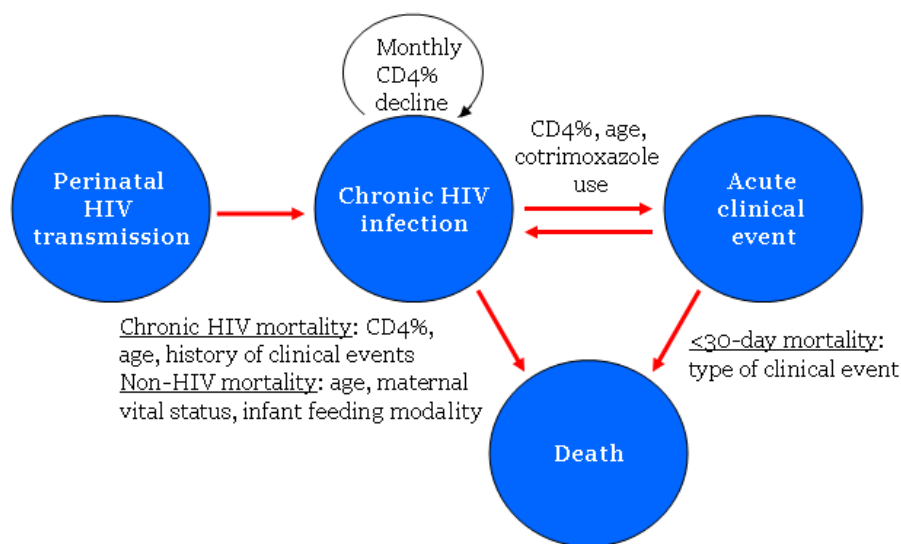 Monthly
CD4%
decline
Perinatal
HIV
transmission
Chronic HIV
infection
CD4%, age,
cotrimoxazole
use
Acute
clinical
event
Chronic HIV mortality: CD4%,
age, history of clinical events
Non-HIV mortality: age, maternal
vital status, infant feeding modality
<30-day mortality:
type of clinical event
Death